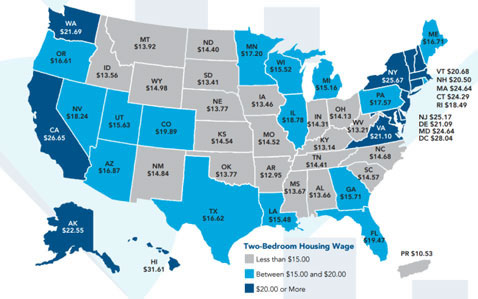 WA
$21.69
OR
$16.61
CA
$26.65
NV
$18.24
ID
$13.56
MT
$13.92
WY
$14.98
UT
$15.63
AZ
$16.87
CO
$19.89
NM
$14.84
ND
$14.40
SD
$13.41
NE
$13.77
KS
$14.54
OK
$13.77
TX
$16.62
MN
$17.20
IA
$13.46
MO
$14.52
AR
$12.95
LA
$15.48
WI
$15.52
IL
$18.78
MI
$15.16
IN
$14.31
OH
$14.13
KY
$13.14
TN
$14.41
MS
$13.67
AL
$13.66
GA
$15.71
FL
$19.47
SC
$14.57
NC
$14.68
VA
$21.10
WV
$13.21
PA
$17.57
NY
$25.67
ME
$16.71
VT $20.68
NH $20.50
MA $24.64
CT $24.29
RI $18.49
NJ $25.17
DE $21.09
MD $24.64
DC $28.04
AK
$22.55
HI
$31.61
PR $10.53
Two-Bedroom Housing Wage
Less than $15.00
Between $15.00 and $20.00
$20.00 or More